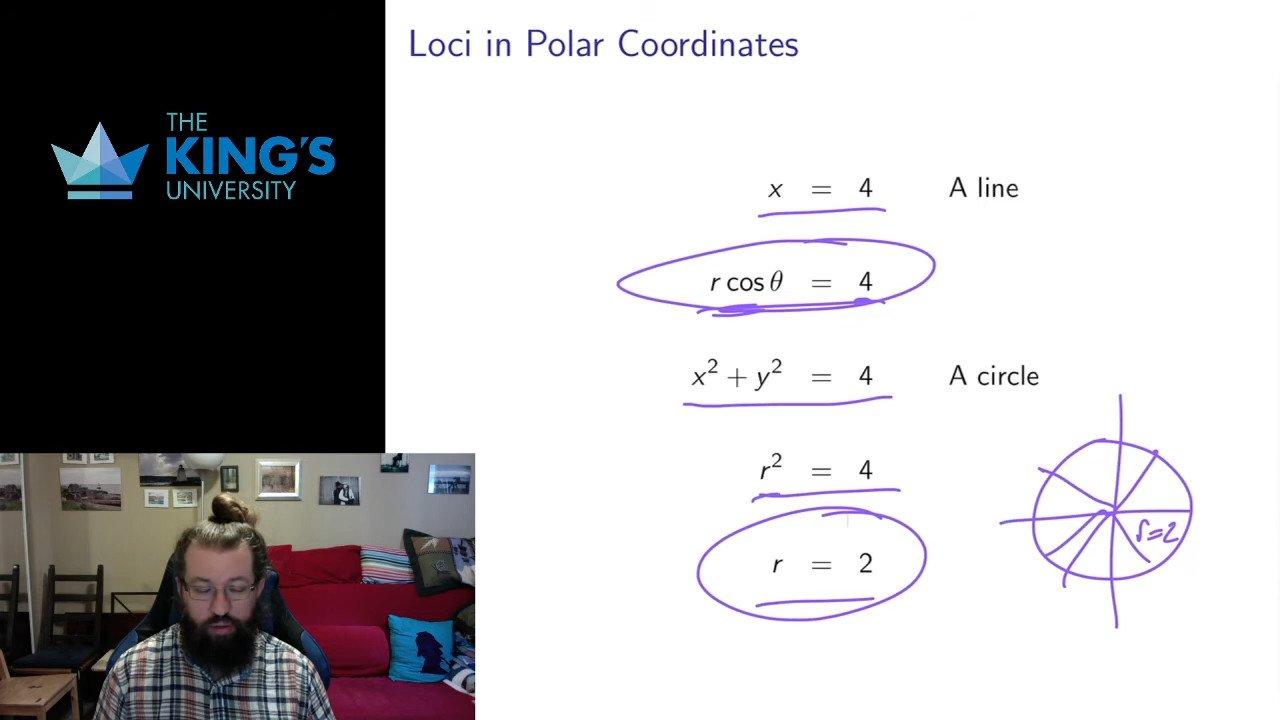 THE
KING'S
UNIVERSITY
Loci in Polar Coordinates
x = 4 A line
r cos θ = 4
x² + y² = 4 A circle
r² = 4
r = 2
r=2